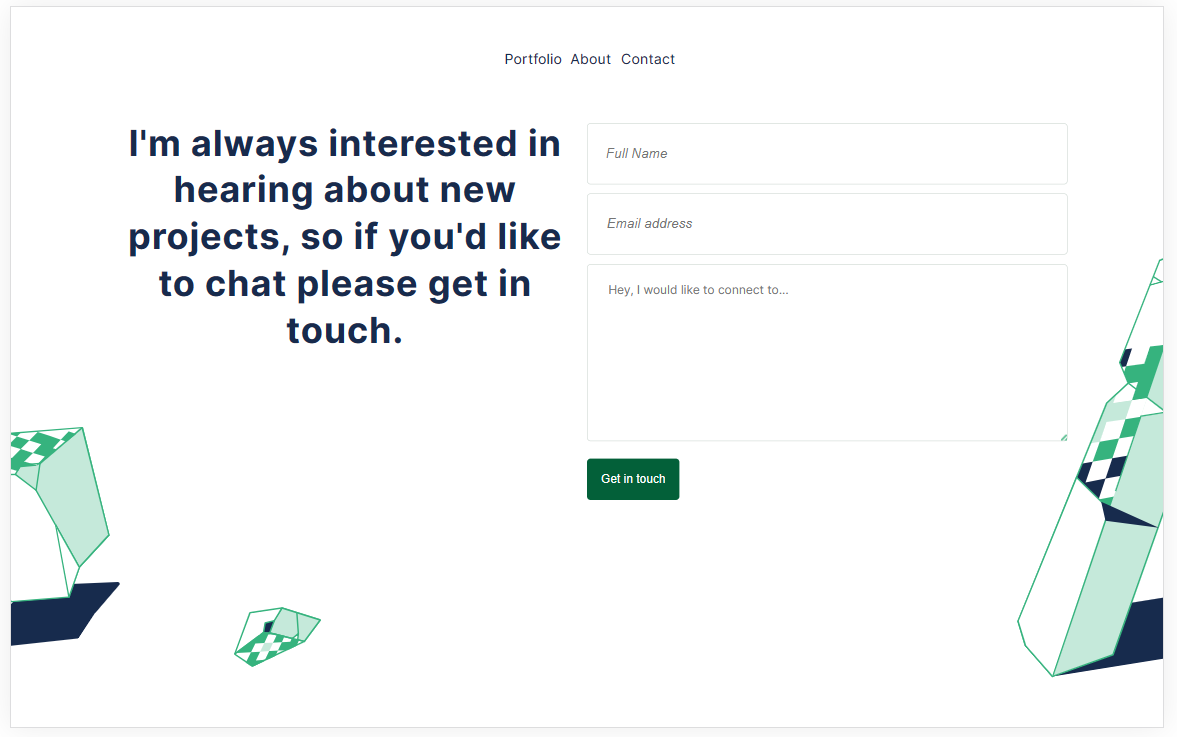 Portfolio About Contact
I'm always interested in
hearing about new
projects, so if you'd like
to chat please get in
touch.
Full Name
Email address
Hey, I would like to connect to...
Get in touch